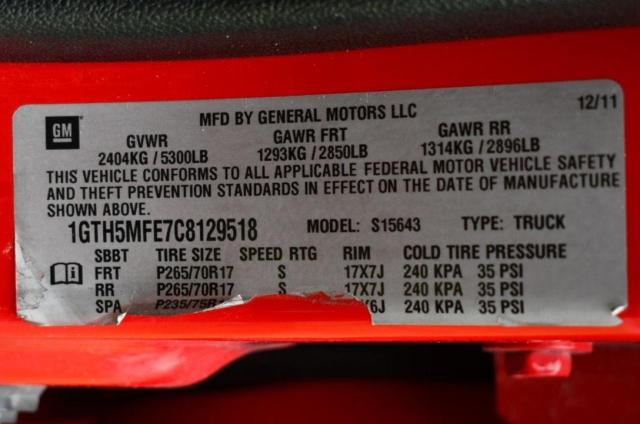 MFD BY GENERAL MOTORS LLC 12/11
GM
GVWR GAWR FRT GAWR RR
2404KG / 5300LB 1293KG / 2850LB 1314KG / 2896LB
THIS VEHICLE CONFORMS TO ALL APPLICABLE FEDERAL MOTOR VEHICLE SAFETY
AND THEFT PREVENTION STANDARDS IN EFFECT ON THE DATE OF MANUFACTURE
SHOWN ABOVE.
1GTH5MFE7C8129518 MODEL: S15643 TYPE: TRUCK
SBBT TIRE SIZE SPEED RTG RIM COLD TIRE PRESSURE
FRT P265/70R17 S 17X7J 240 KPA 35 PSI
RR P265/70R17 S 17X7J 240 KPA 35 PSI
SPA 240 KPA 35 PSI